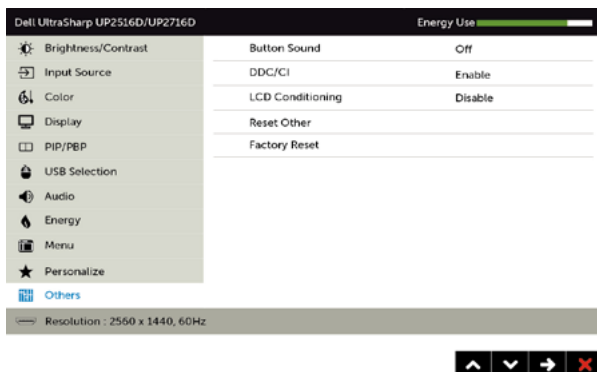 Dell UltraSharp UP2516D/UP2716D Energy Use
Brightness/Contrast
Input Source
Color
Display
PIP/PBP
USB Selection
Audio
Energy
Menu
Personalize
Others
Button Sound Off
DDC/CI Enable
LCD Conditioning Disable
Reset Other
Factory Reset
Resolution : 2560 x 1440, 60Hz